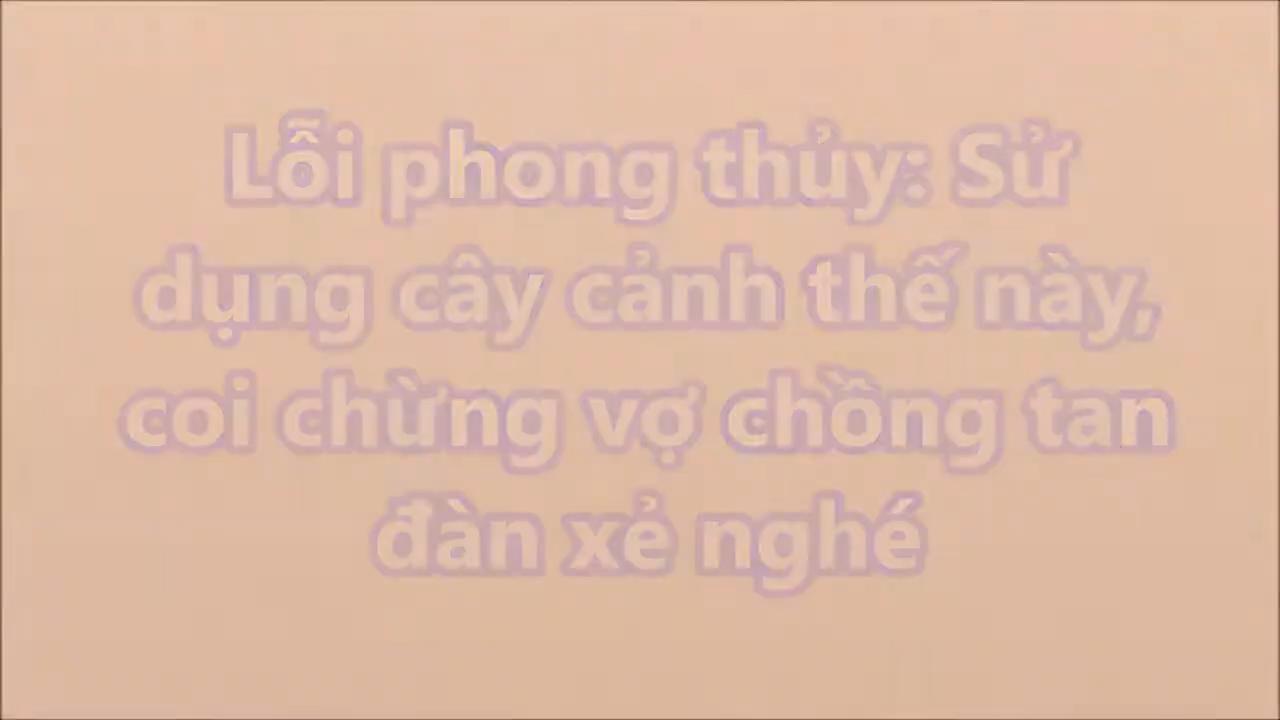 Lỗi phong thủy: Sử
dụng cây cảnh thế này,
coi chừng vợ chồng tan
đàn xẻ nghé